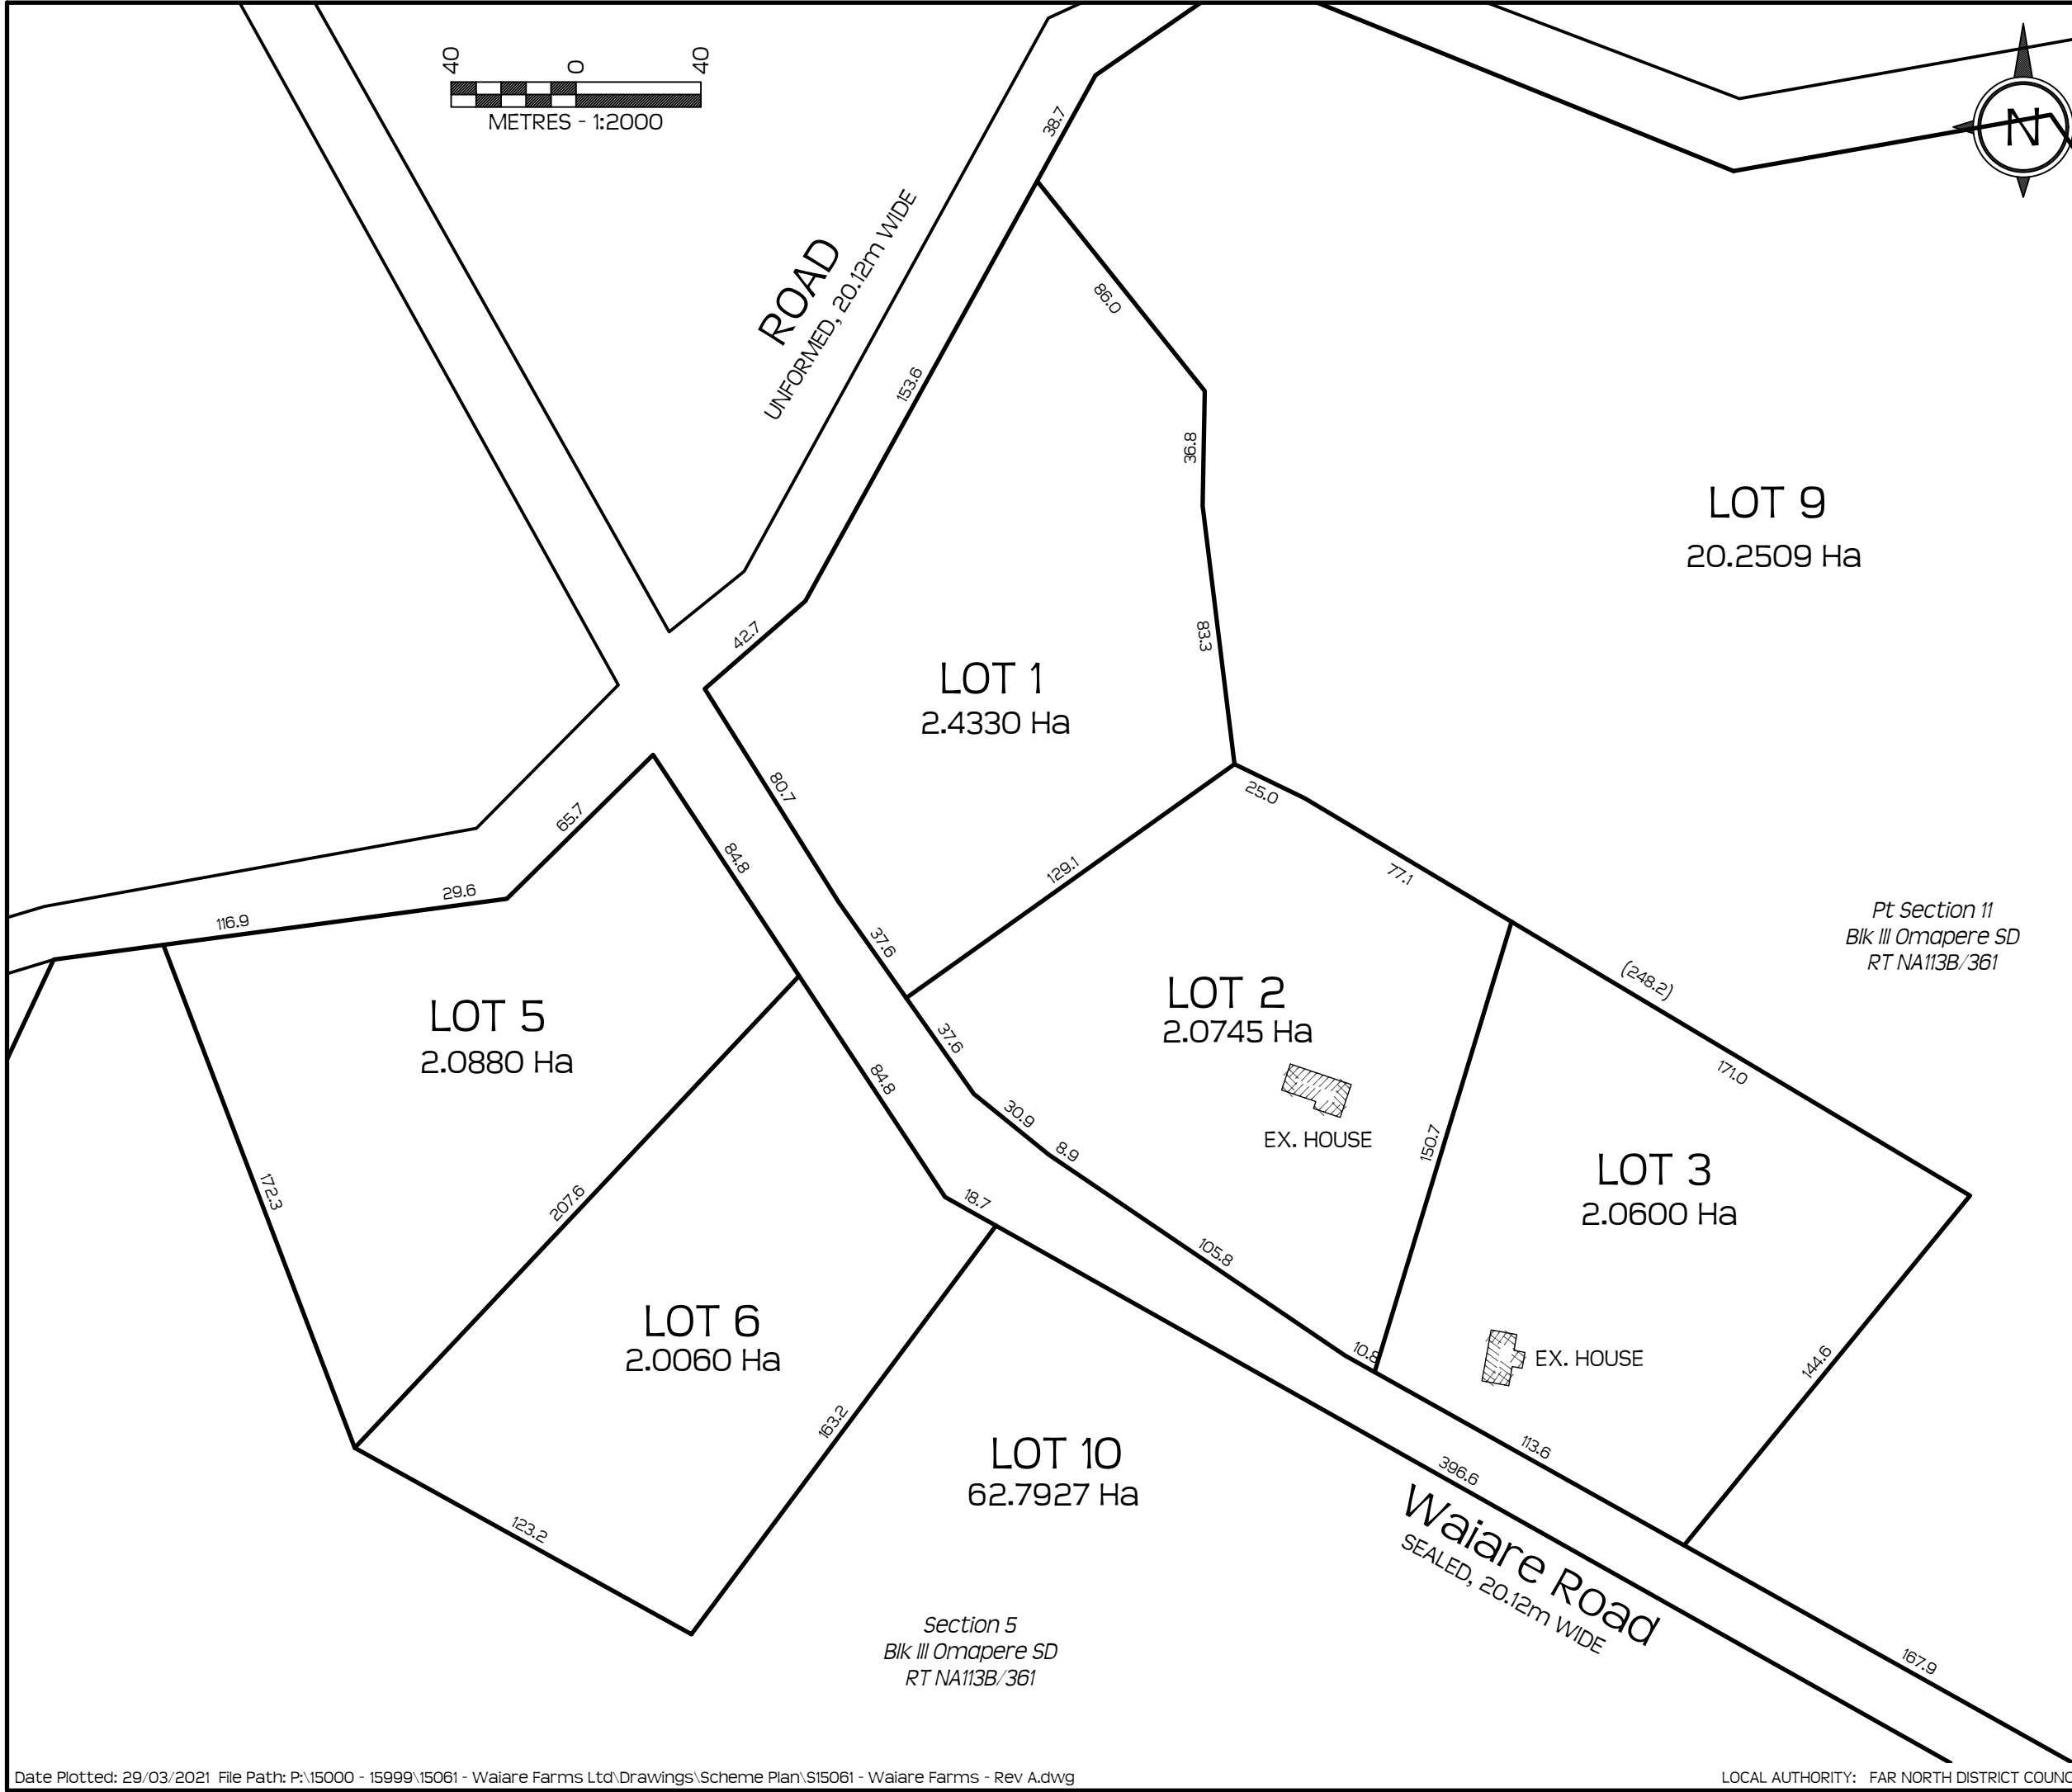 40 0 40
METRES - 1:2000
N
38.7
ROAD
UNFORMED, 20.12m WIDE
86.0
153.6
36.8
LOT 9
20.2509 Ha
83.3
42.7
LOT 1
2.4330 Ha
80.7
25.0
65.7
84.8
129.1
77.1
29.6
116.9
Pt Section 11
Blk III Omapere SD
RT NA113B/361
37.6
(248.2)
LOT 5
2.0880 Ha
LOT 2
2.0745 Ha
37.6
171.0
84.8
30.9
8.9
EX. HOUSE
150.7
LOT 3
2.0600 Ha
172.3
207.6
18.7
105.8
LOT 6
2.0060 Ha
10.8
EX. HOUSE
144.6
163.2
LOT 10
62.7927 Ha
113.6
396.6
123.2
Waiare Road
SEALED, 20.12m WIDE
Section 5
Blk III Omapere SD
RT NA113B/361
167.9
Date Plotted: 29/03/2021 File Path: P:\15000 - 15999\15061 - Waiare Farms Ltd\Drawings\Scheme Plan\S15061 - Waiare Farms - Rev A.dwg
LOCAL AUTHORITY: FAR NORTH DISTRICT COUNC